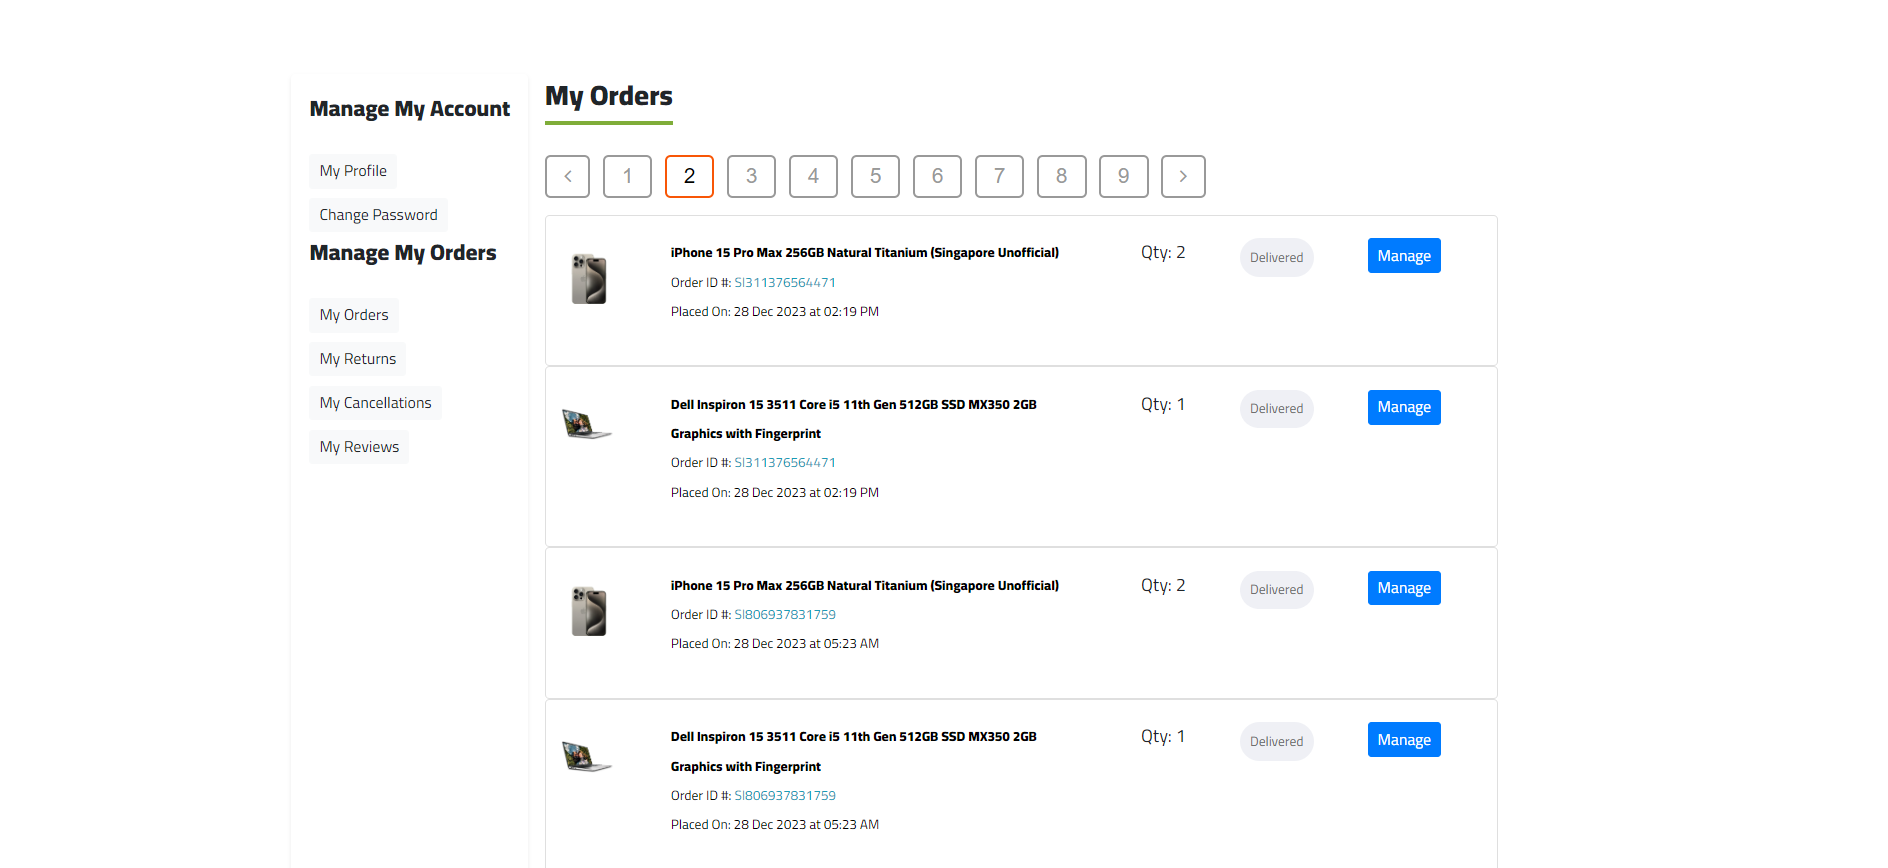 Manage My Account
My Profile
Change Password
Manage My Orders
My Orders
My Returns
My Cancellations
My Reviews
My Orders
1 2 3 4 5 6 7 8 9
iPhone 15 Pro Max 256GB Natural Titanium (Singapore Unofficial)
Order ID #: SI311376564471
Placed On: 28 Dec 2023 at 02:19 PM
Qty: 2
Delivered
Manage
Dell Inspiron 15 3511 Core i5 11th Gen 512GB SSD MX350 2GB
Graphics with Fingerprint
Order ID #: SI311376564471
Placed On: 28 Dec 2023 at 02:19 PM
Qty: 1
Delivered
Manage
iPhone 15 Pro Max 256GB Natural Titanium (Singapore Unofficial)
Order ID #: SI806937831759
Placed On: 28 Dec 2023 at 05:23 AM
Qty: 2
Delivered
Manage
Dell Inspiron 15 3511 Core i5 11th Gen 512GB SSD MX350 2GB
Graphics with Fingerprint
Order ID #: SI806937831759
Placed On: 28 Dec 2023 at 05:23 AM
Qty: 1
Delivered
Manage